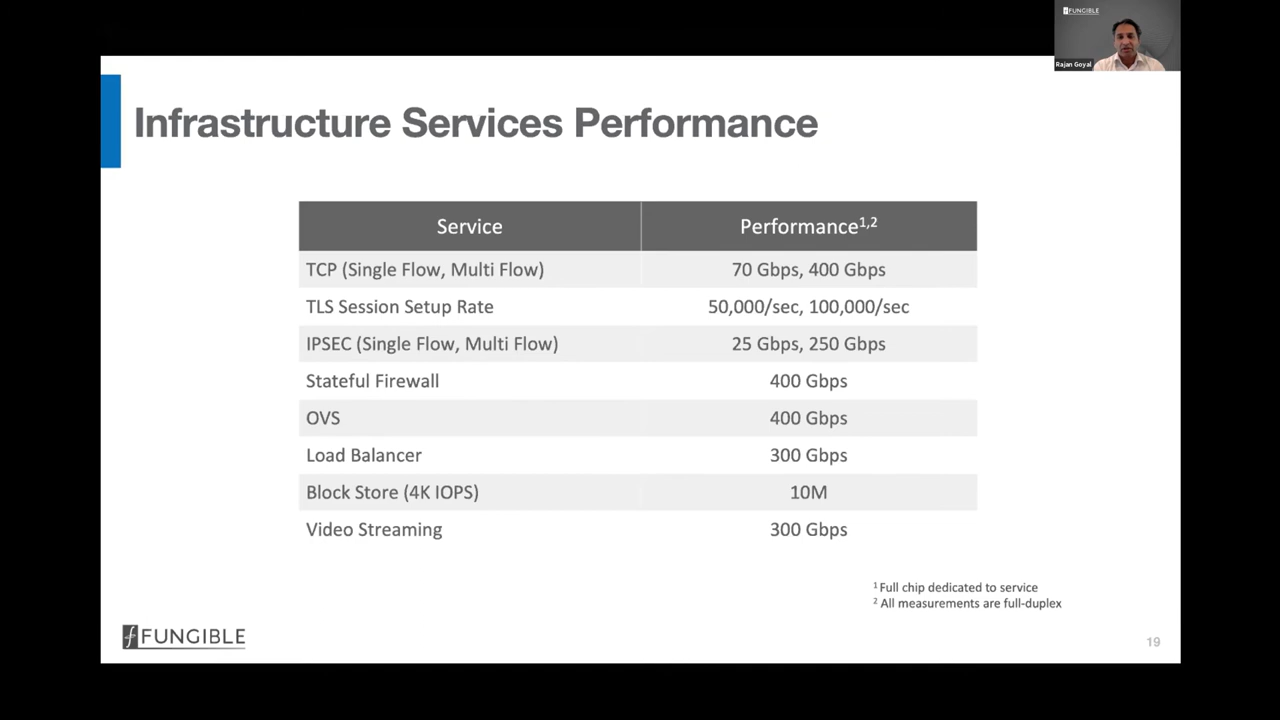 FUNGIBLE
Rajan Goyal
Infrastructure Services Performance
Service Performance1,2
TCP (Single Flow, Multi Flow) 70 Gbps, 400 Gbps
TLS Session Setup Rate 50,000/sec, 100,000/sec
IPSEC (Single Flow, Multi Flow) 25 Gbps, 250 Gbps
Stateful Firewall 400 Gbps
OVS 400 Gbps
Load Balancer 300 Gbps
Block Store (4K IOPS) 10M
Video Streaming 300 Gbps
1 Full chip dedicated to service
2 All measurements are full-duplex
f FUNGIBLE
19